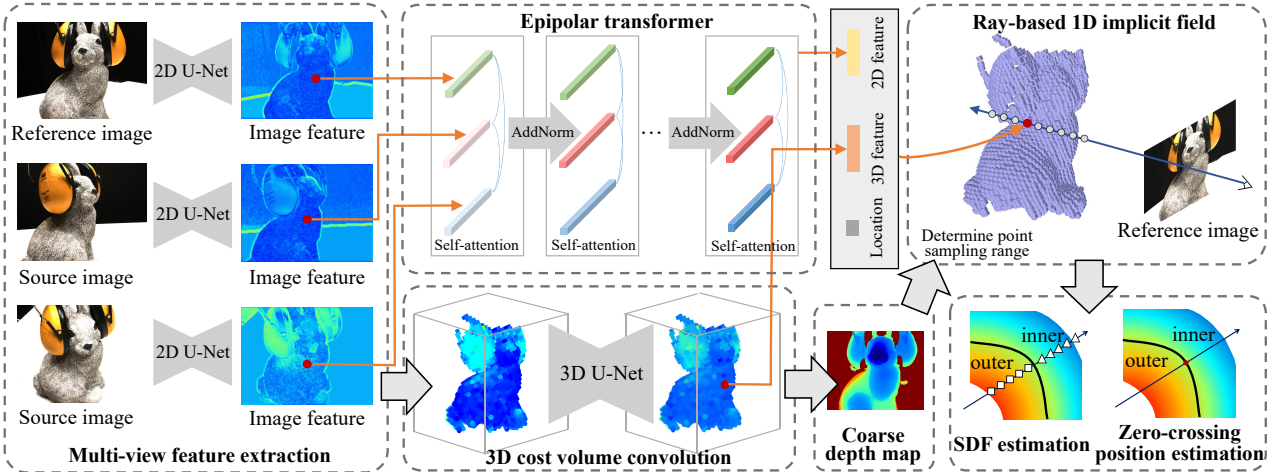 2D U-Net
Reference image
Image feature
2D U-Net
Source image
Image feature
2D U-Net
Source image
Image feature
Multi-view feature extraction
Epipolar transformer
AddNorm
...
AddNorm
Self-attention
Self-attention
Self-attention
3D U-Net
3D cost volume convolution
2D feature
3D feature
Location
Coarse
depth map
Ray-based 1D implicit field
Determine point
sampling range
Reference image
inner
outer
SDF estimation
inner
outer
Zero-crossing
position estimation